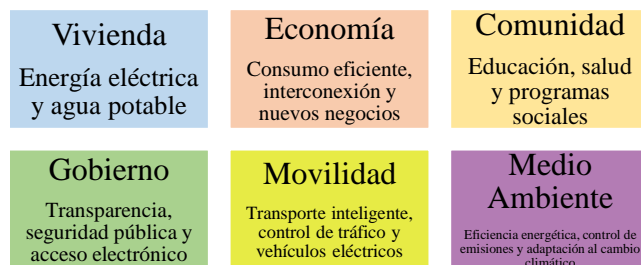 Vivienda
Energía eléctrica
y agua potable
Economía
Consumo eficiente,
interconexión y
nuevos negocios
Comunidad
Educación, salud
y programas
sociales
Gobierno
Transparencia,
seguridad pública y
acceso electrónico
Movilidad
Transporte inteligente,
control de tráfico y
vehículos eléctricos
Medio
Ambiente
Eficiencia energética, control de
emisiones y adaptación al cambio
climático